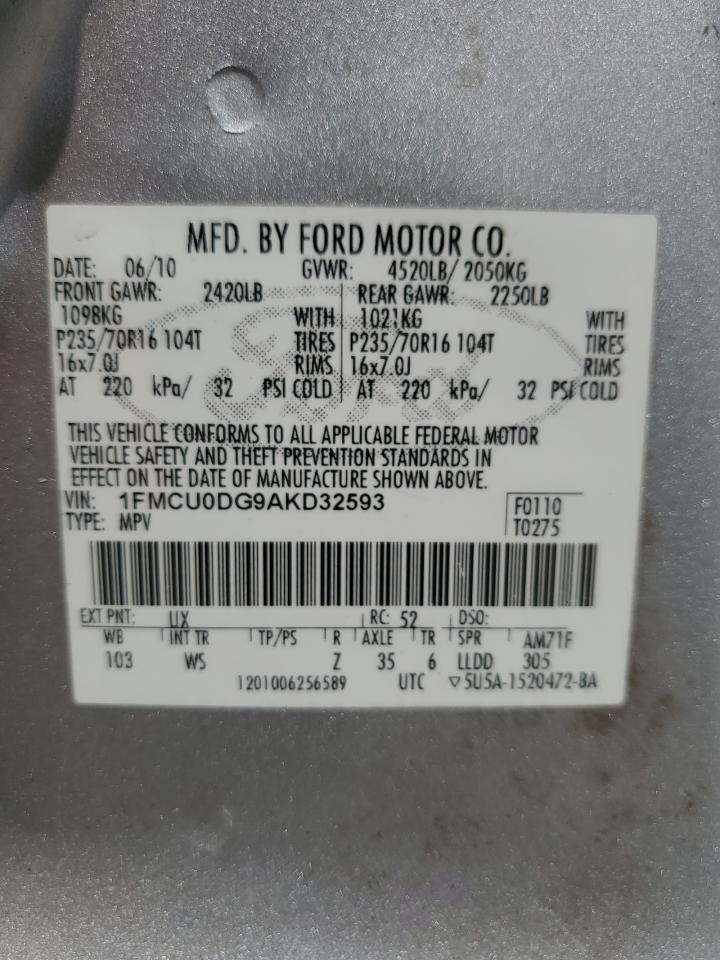 MFD. BY FORD MOTOR CO.
DATE: 06/10 GVWR: 4520LB/ 2050KG
FRONT GAWR: 2420LB REAR GAWR: 2250LB
1098KG WITH 1021KG WITH
P235/70R16 104T TIRES P235/70R16 104T TIRES
16x7.0J RIMS 16x7.0J RIMS
AT 220 kPa/ 32 PSI COLD AT 220 kPa/ 32 PSI COLD
THIS VEHICLE CONFORMS TO ALL APPLICABLE FEDERAL MOTOR
VEHICLE SAFETY AND THEFT PREVENTION STANDARDS IN
EFFECT ON THE DATE OF MANUFACTURE SHOWN ABOVE.
VIN: 1FMCU0DG9AKD32593 F0110
TYPE: MPV T0275
EXT PNT: UX RC: 52 DSO:
WB INT TR TP/PS R AXLE TR SPR AM71F
103 WS Z 35 6 LLDD 305
1201006256589 UTC ▽5U5A-1520472-BA